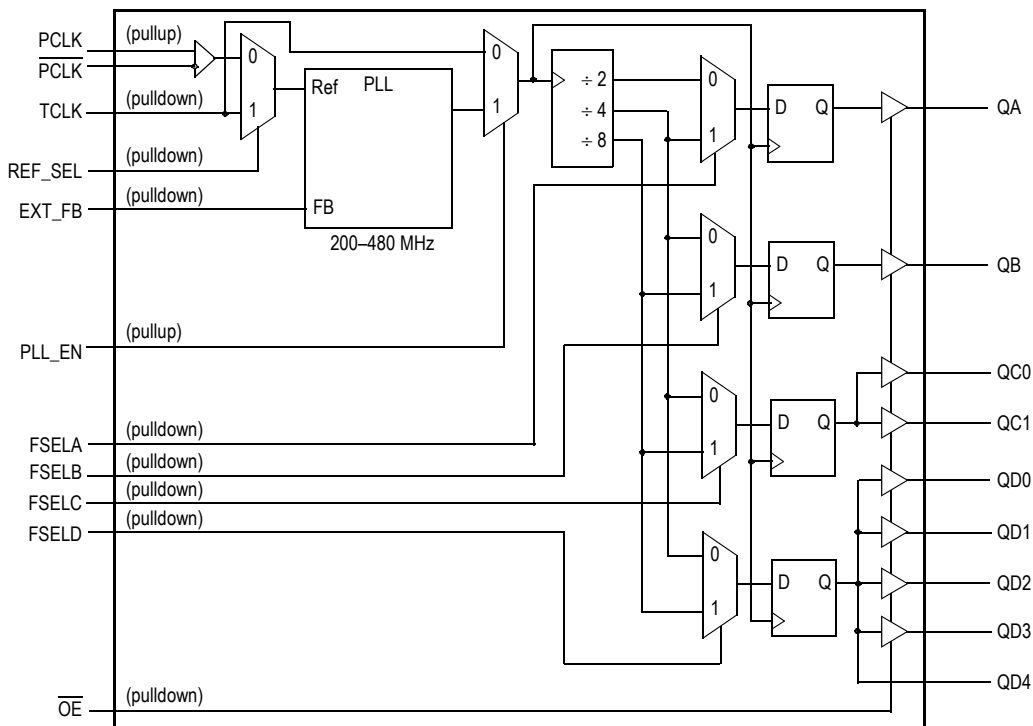 PCLK (pullup)
PCLK
TCLK (pulldown)
REF_SEL (pulldown)
EXT_FB (pulldown)
PLL_EN (pullup)
FSELA (pulldown)
FSELB (pulldown)
FSELC (pulldown)
FSELD (pulldown)
OE (pulldown)
0
1
Ref PLL
FB
200–480 MHz
0
1
÷ 2
÷ 4
÷ 8
0
1
D Q
QA
0
1
D Q
QB
0
1
D Q
QC0
QC1
0
1
D Q
QD0
QD1
QD2
QD3
QD4